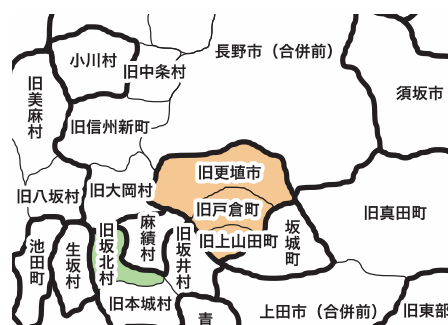 長野市（合併前）
小川村
旧中条村
須坂市
旧美麻村
旧信州新町
旧更埴市
旧八坂村
旧大岡村
旧戸倉町
旧真田町
麻績村
坂城町
旧坂北村
旧坂井村
旧上山田町
池田町
生坂村
旧本城村
上田市（合併前）
旧東部
青